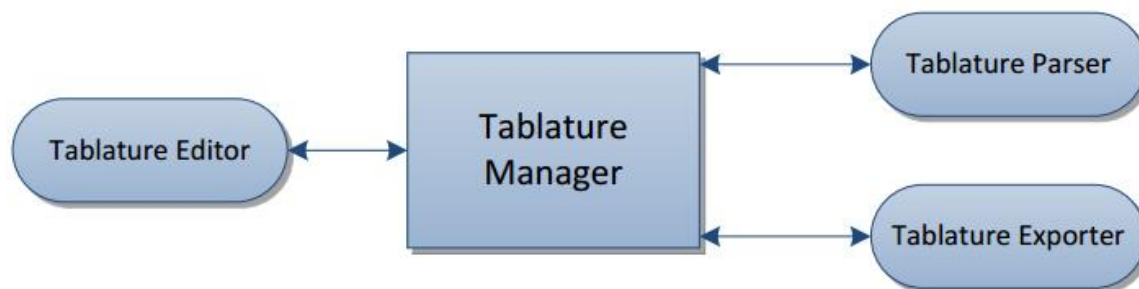 Tablature Editor
Tablature
Manager
Tablature Parser
Tablature Exporter